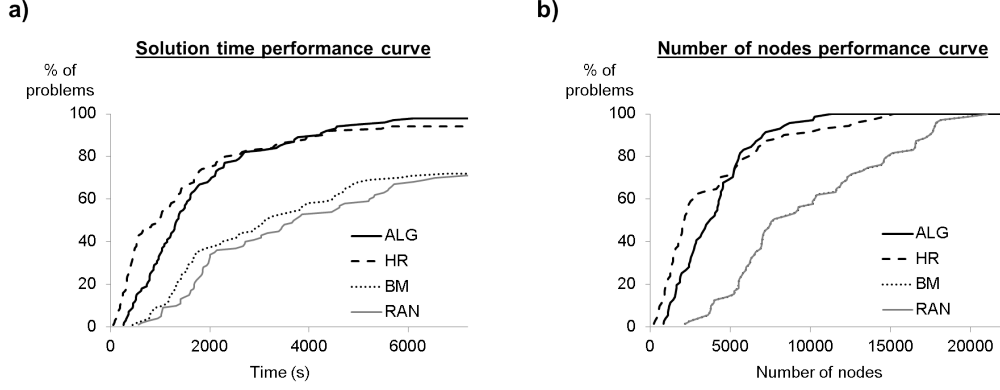 a)
Solution time performance curve
% of
problems
100
80
60
40
20
0
0 2000 4000 6000
Time (s)
ALG
HR
BM
RAN
b)
Number of nodes performance curve
% of
problems
100
80
60
40
20
0
0 5000 10000 15000 20000
Number of nodes
ALG
HR
BM
RAN